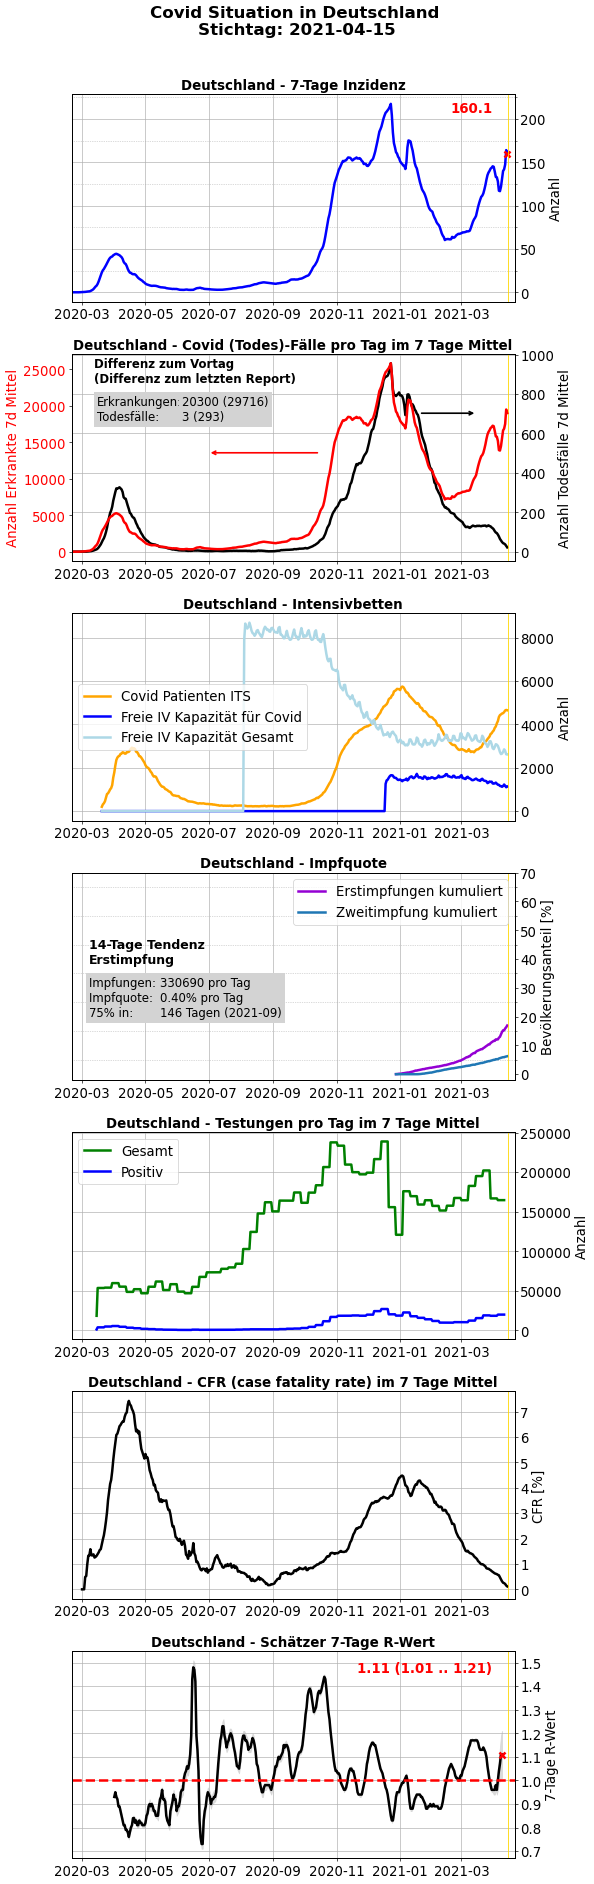 Covid Situation in Deutschland
Stichtag: 2021-04-15
Deutschland - 7-Tage Inzidenz
160.1
200
150
100
50
0
Anzahl
2020-03 2020-05 2020-07 2020-09 2020-11 2021-01 2021-03
Deutschland - Covid (Todes)-Fälle pro Tag im 7 Tage Mittel
Differenz zum Vortag
(Differenz zum letzten Report)
Erkrankungen: 20300 (29716)
Todesfälle: 3 (293)
25000
20000
15000
10000
5000
0
Anzahl Erkrankte 7d Mittel
1000
800
600
400
200
0
Anzahl Todesfälle 7d Mittel
2020-03 2020-05 2020-07 2020-09 2020-11 2021-01 2021-03
Deutschland - Intensivbetten
Covid Patienten ITS
Freie IV Kapazität für Covid
Freie IV Kapazität Gesamt
8000
6000
4000
2000
0
Anzahl
2020-03 2020-05 2020-07 2020-09 2020-11 2021-01 2021-03
Deutschland - Impfquote
Erstimpfungen kumuliert
Zweitimpfung kumuliert
14-Tage Tendenz
Erstimpfung
Impfungen: 330690 pro Tag
Impfquote: 0.40% pro Tag
75% in: 146 Tagen (2021-09)
70
60
50
40
30
20
10
0
Bevölkerungsanteil [%]
2020-03 2020-05 2020-07 2020-09 2020-11 2021-01 2021-03
Deutschland - Testungen pro Tag im 7 Tage Mittel
Gesamt
Positiv
250000
200000
150000
100000
50000
0
Anzahl
2020-03 2020-05 2020-07 2020-09 2020-11 2021-01 2021-03
Deutschland - CFR (case fatality rate) im 7 Tage Mittel
7
6
5
4
3
2
1
0
CFR [%]
2020-03 2020-05 2020-07 2020-09 2020-11 2021-01 2021-03
Deutschland - Schätzer 7-Tage R-Wert
1.11 (1.01 .. 1.21)
1.5
1.4
1.3
1.2
1.1
1.0
0.9
0.8
0.7
7-Tage R-Wert
2020-03 2020-05 2020-07 2020-09 2020-11 2021-01 2021-03